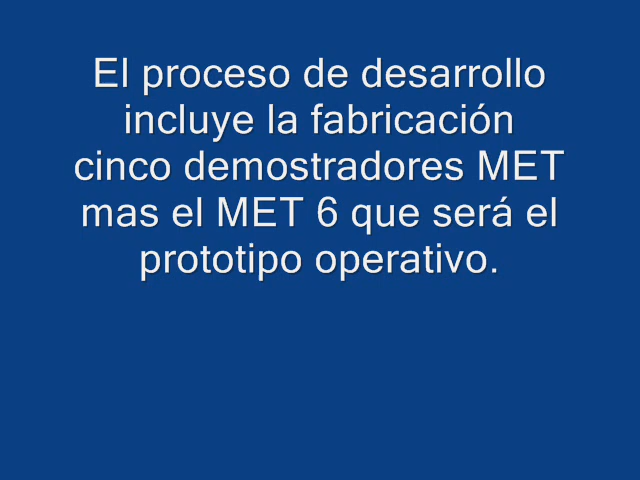 El proceso de desarrollo
incluye la fabricación
cinco demostradores MET
mas el MET 6 que será el
prototipo operativo.